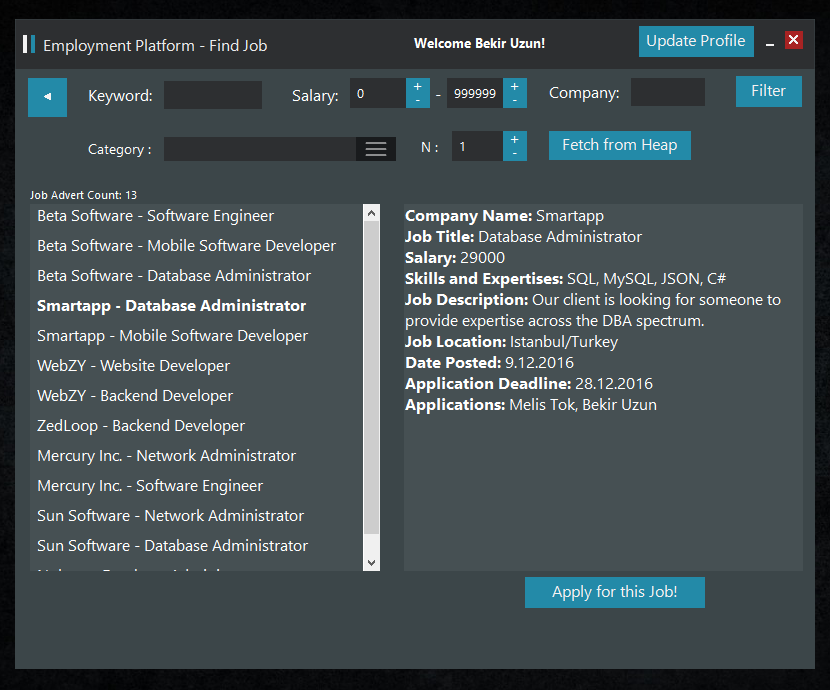 Employment Platform - Find Job
Welcome Bekir Uzun!
Update Profile
Keyword:
Salary:
0
+
-
-
999999
+
-
Company:
Filter
Category :
N :
1
+
-
Fetch from Heap
Job Advert Count: 13
Beta Software - Software Engineer
Beta Software - Mobile Software Developer
Beta Software - Database Administrator
Smartapp - Database Administrator
Smartapp - Mobile Software Developer
WebZY - Website Developer
WebZY - Backend Developer
ZedLoop - Backend Developer
Mercury Inc. - Network Administrator
Mercury Inc. - Software Engineer
Sun Software - Network Administrator
Sun Software - Database Administrator
Company Name: Smartapp
Job Title: Database Administrator
Salary: 29000
Skills and Expertises: SQL, MySQL, JSON, C#
Job Description: Our client is looking for someone to
provide expertise across the DBA spectrum.
Job Location: Istanbul/Turkey
Date Posted: 9.12.2016
Application Deadline: 28.12.2016
Applications: Melis Tok, Bekir Uzun
Apply for this Job!